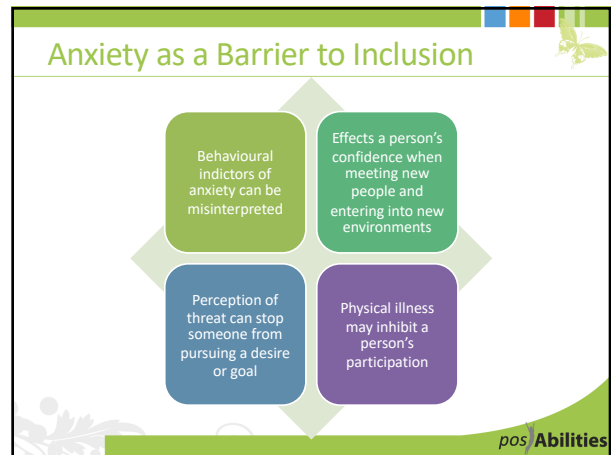 Anxiety as a Barrier to Inclusion
Behavioural
indictors of
anxiety can be
misinterpreted
Effects a person's
confidence when
meeting new
people and
entering into new
environments
Perception of
threat can stop
someone from
pursuing a desire
or goal
Physical illness
may inhibit a
person's
participation
posAbilities